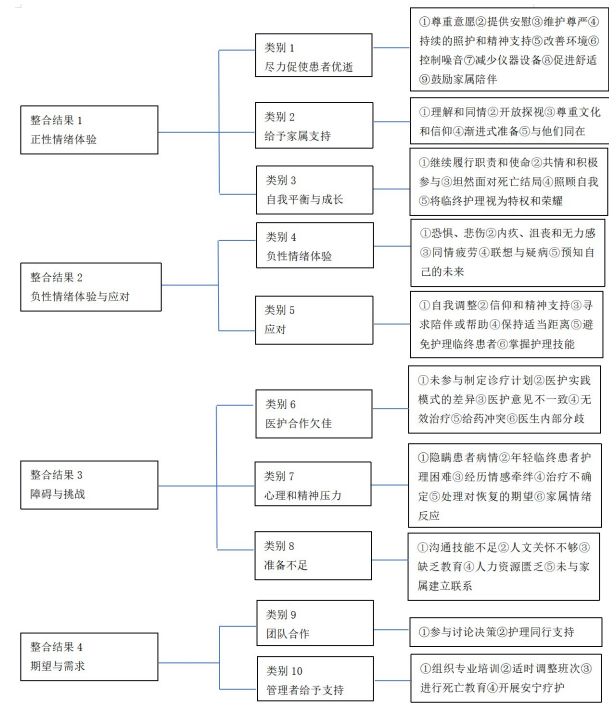 整合结果 1
正性情绪体验
类别 1
尽力促使患者优逝
①尊重意愿②提供安慰③维护尊严④
持续的照护和精神支持⑤改善环境⑥
控制噪音⑦减少仪器设备⑧促进舒适
⑨鼓励家属陪伴
类别 2
给予家属支持
①理解和同情②开放探视③尊重文化
和信仰④渐进式准备⑤与他们同在
类别 3
自我平衡与成长
①继续履行职责和使命②共情和积极
参与③坦然面对死亡结局④照顾自我
⑤将临终护理视为特权和荣耀
整合结果 2
负性情绪体验与应对
类别 4
负性情绪体验
①恐惧、悲伤②内疚、沮丧和无力感
③同情疲劳④联想与疑病⑤预知自
己的未来
类别 5
应对
①自我调整②信仰和精神支持③寻
求陪伴或帮助④保持适当距离⑤避
免护理临终患者⑥掌握护理技能
整合结果 3
障碍与挑战
类别 6
医护合作欠佳
①未参与制定诊疗计划②医护实践
模式的差异③医护意见不一致④无
效治疗⑤给药冲突⑥医生内部分歧
类别 7
心理和精神压力
①隐瞒患者病情②年轻临终患者护
理困难③经历情感牵绊④治疗不确
定⑤处理对恢复的期望⑥家属情绪
反应
类别 8
准备不足
①沟通技能不足②人文关怀不够③
缺乏教育④人力资源匮乏⑤未与家
属建立联系
整合结果 4
期望与需求
类别 9
团队合作
①参与讨论决策②护理同行支持
类别 10
管理者给予支持
①组织专业培训②适时调整班次③
进行死亡教育④开展安宁疗护